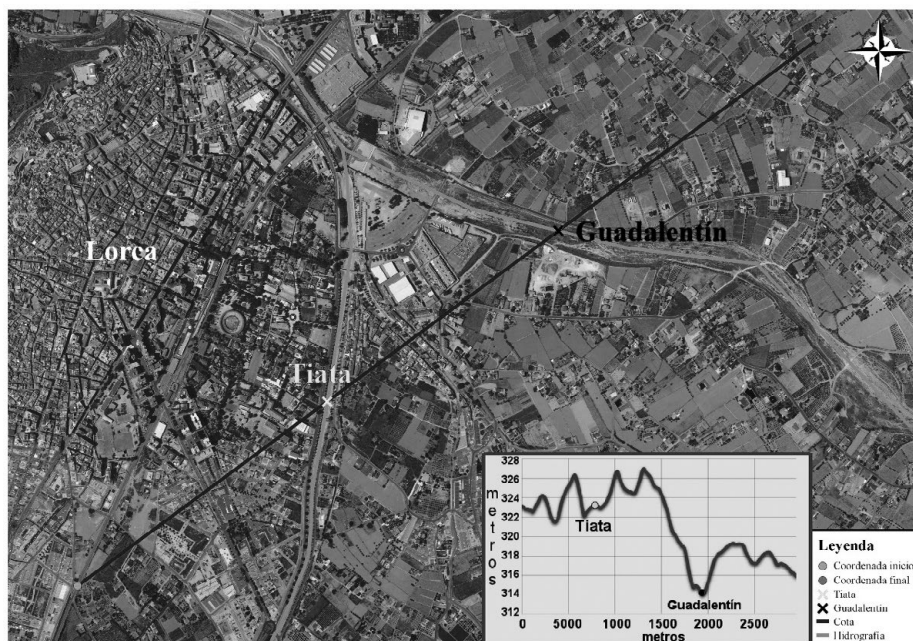 Lorca
Guadalentín
Tiata
328
326
324
322
320
318
316
314
312
metros
Tiata
Guadalentín
0 5000 1000 1500 2000 2500
metros
Leyenda
Coordenada inicio
Coordenada final
Tiata
Guadalentín
Cota
Hidrografía